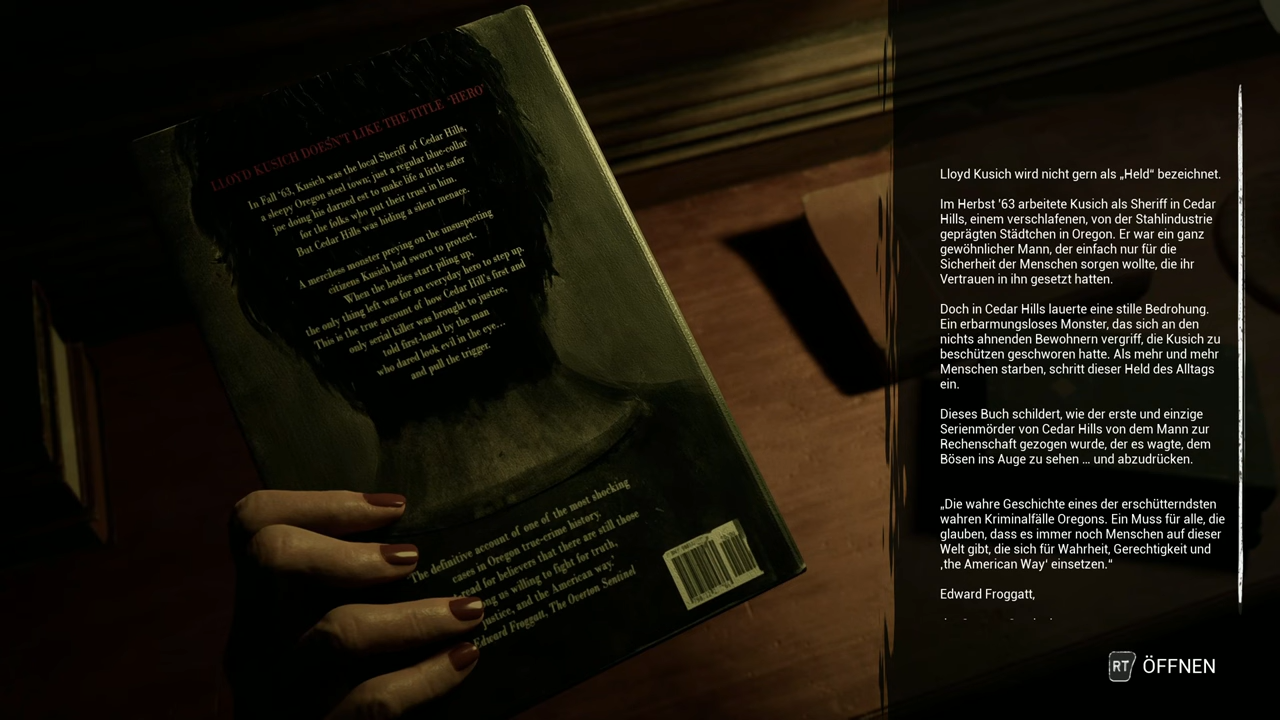 LLOYD KUSICH DOESN'T LIKE THE TITLE 'HERO'
In Fall '63, Kusich was the local Sheriff of Cedar Hills,
a sleepy Oregon steel town; just a regular blue-collar
joe doing his darned est to make life a little safer
for the folks who put their trust in him.
But Cedar Hills was hiding a silent menace.
A merciless monster preying on the unsuspecting
citizens Kusich had sworn to protect.
When the bodies start piling up,
the only thing left was for an everyday hero to step up.
This is the true account of how Cedar Hill's first and
only serial killer was brought to justice,
told first-hand by the man
who dared look evil in the eye...
and pull the trigger.
The definitive account of one of the most shocking
cases in Oregon true-crime history.
read for believers that there are still those
ng us willing to fight for truth,
justice, and the American way.'
Edward Froggatt, The Overton Sentinel
Lloyd Kusich wird nicht gern als „Held“ bezeichnet.
Im Herbst '63 arbeitete Kusich als Sheriff in Cedar
Hills, einem verschlafenen, von der Stahlindustrie
geprägten Städtchen in Oregon. Er war ein ganz
gewöhnlicher Mann, der einfach nur für die
Sicherheit der Menschen sorgen wollte, die ihr
Vertrauen in ihn gesetzt hatten.
Doch in Cedar Hills lauerte eine stille Bedrohung.
Ein erbarmungsloses Monster, das sich an den
nichts ahnenden Bewohnern vergriff, die Kusich zu
beschützen geschworen hatte. Als mehr und mehr
Menschen starben, schritt dieser Held des Alltags
ein.
Dieses Buch schildert, wie der erste und einzige
Serienmörder von Cedar Hills von dem Mann zur
Rechenschaft gezogen wurde, der es wagte, dem
Bösen ins Auge zu sehen … und abzudrücken.
„Die wahre Geschichte eines der erschütterndsten
wahren Kriminalfälle Oregons. Ein Muss für alle, die
glauben, dass es immer noch Menschen auf dieser
Welt gibt, die sich für Wahrheit, Gerechtigkeit und
‚the American Way‘ einsetzen.“
Edward Froggatt,
RT ÖFFNEN